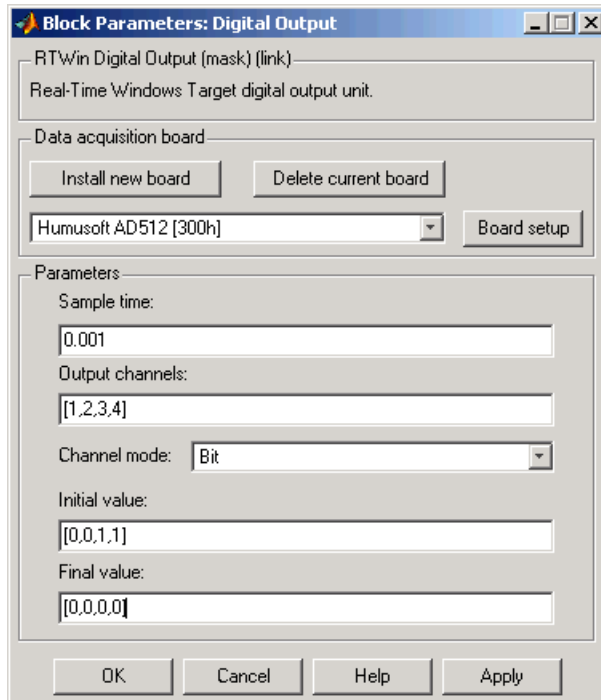 Block Parameters: Digital Output
RTWin Digital Output (mask) (link)
Real-Time Windows Target digital output unit.
Data acquisition board
Install new board
Delete current board
Humusoft AD512 [300h]
Board setup
Parameters
Sample time:
0.001
Output channels:
[1,2,3,4]
Channel mode:
Bit
Initial value:
[0,0,1,1]
Final value:
[0,0,0,0]
OK
Cancel
Help
Apply